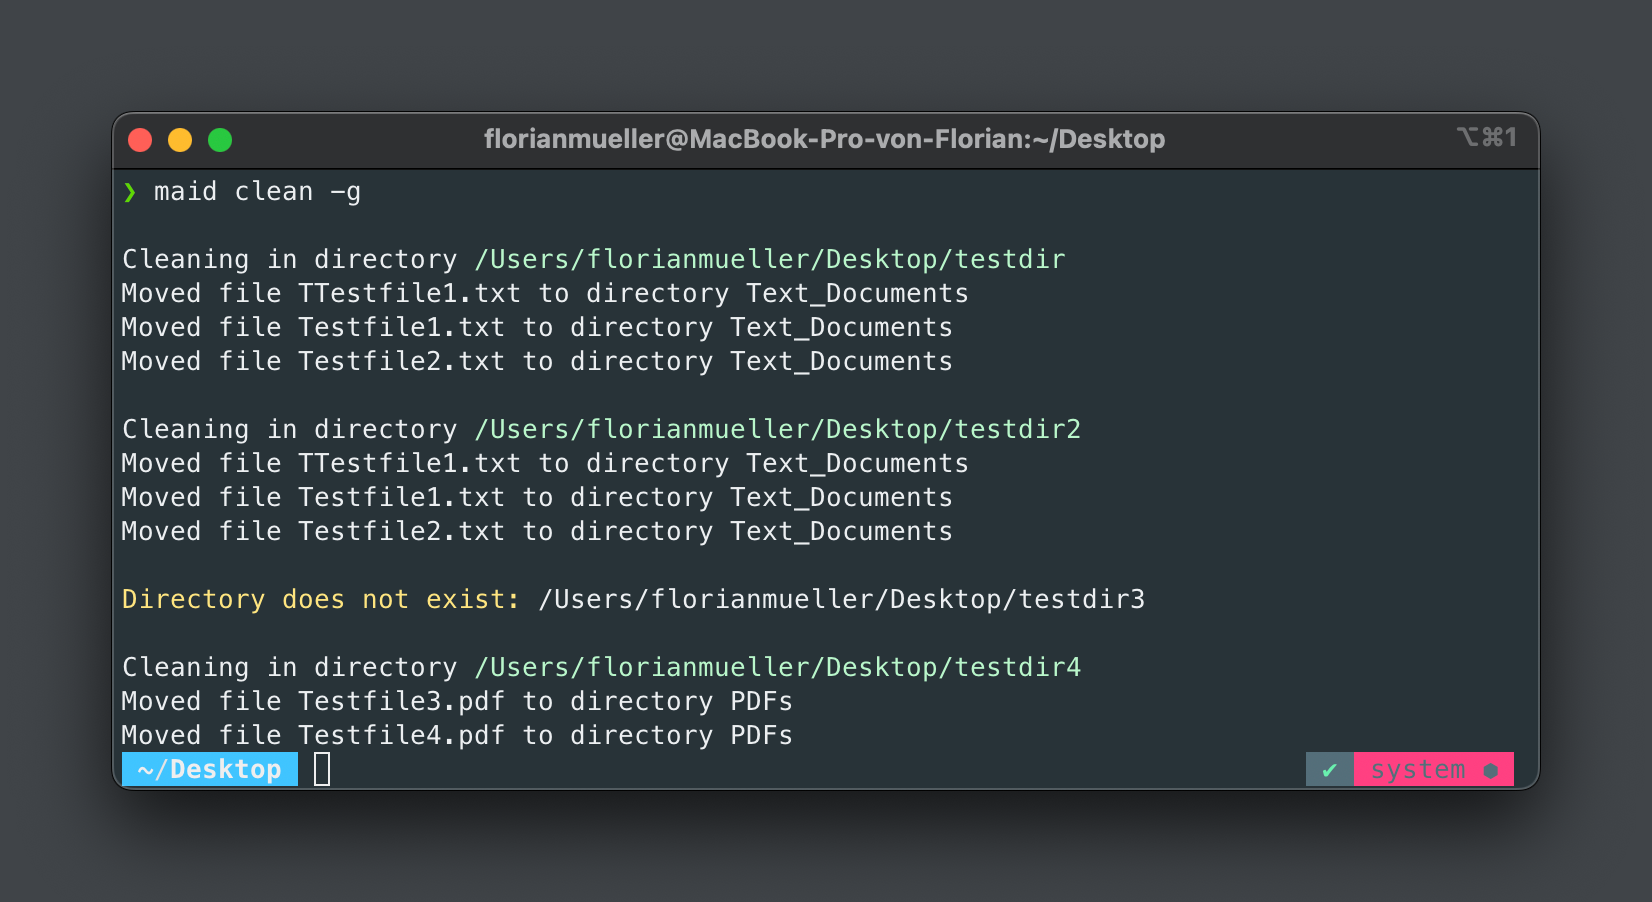 florianmueller@MacBook-Pro-von-Florian:~/Desktop ⌥⌘1
❯ maid clean -g
Cleaning in directory /Users/florianmueller/Desktop/testdir
Moved file TTestfile1.txt to directory Text_Documents
Moved file Testfile1.txt to directory Text_Documents
Moved file Testfile2.txt to directory Text_Documents
Cleaning in directory /Users/florianmueller/Desktop/testdir2
Moved file TTestfile1.txt to directory Text_Documents
Moved file Testfile1.txt to directory Text_Documents
Moved file Testfile2.txt to directory Text_Documents
Directory does not exist: /Users/florianmueller/Desktop/testdir3
Cleaning in directory /Users/florianmueller/Desktop/testdir4
Moved file Testfile3.pdf to directory PDFs
Moved file Testfile4.pdf to directory PDFs
~/Desktop ✔ system ⬢